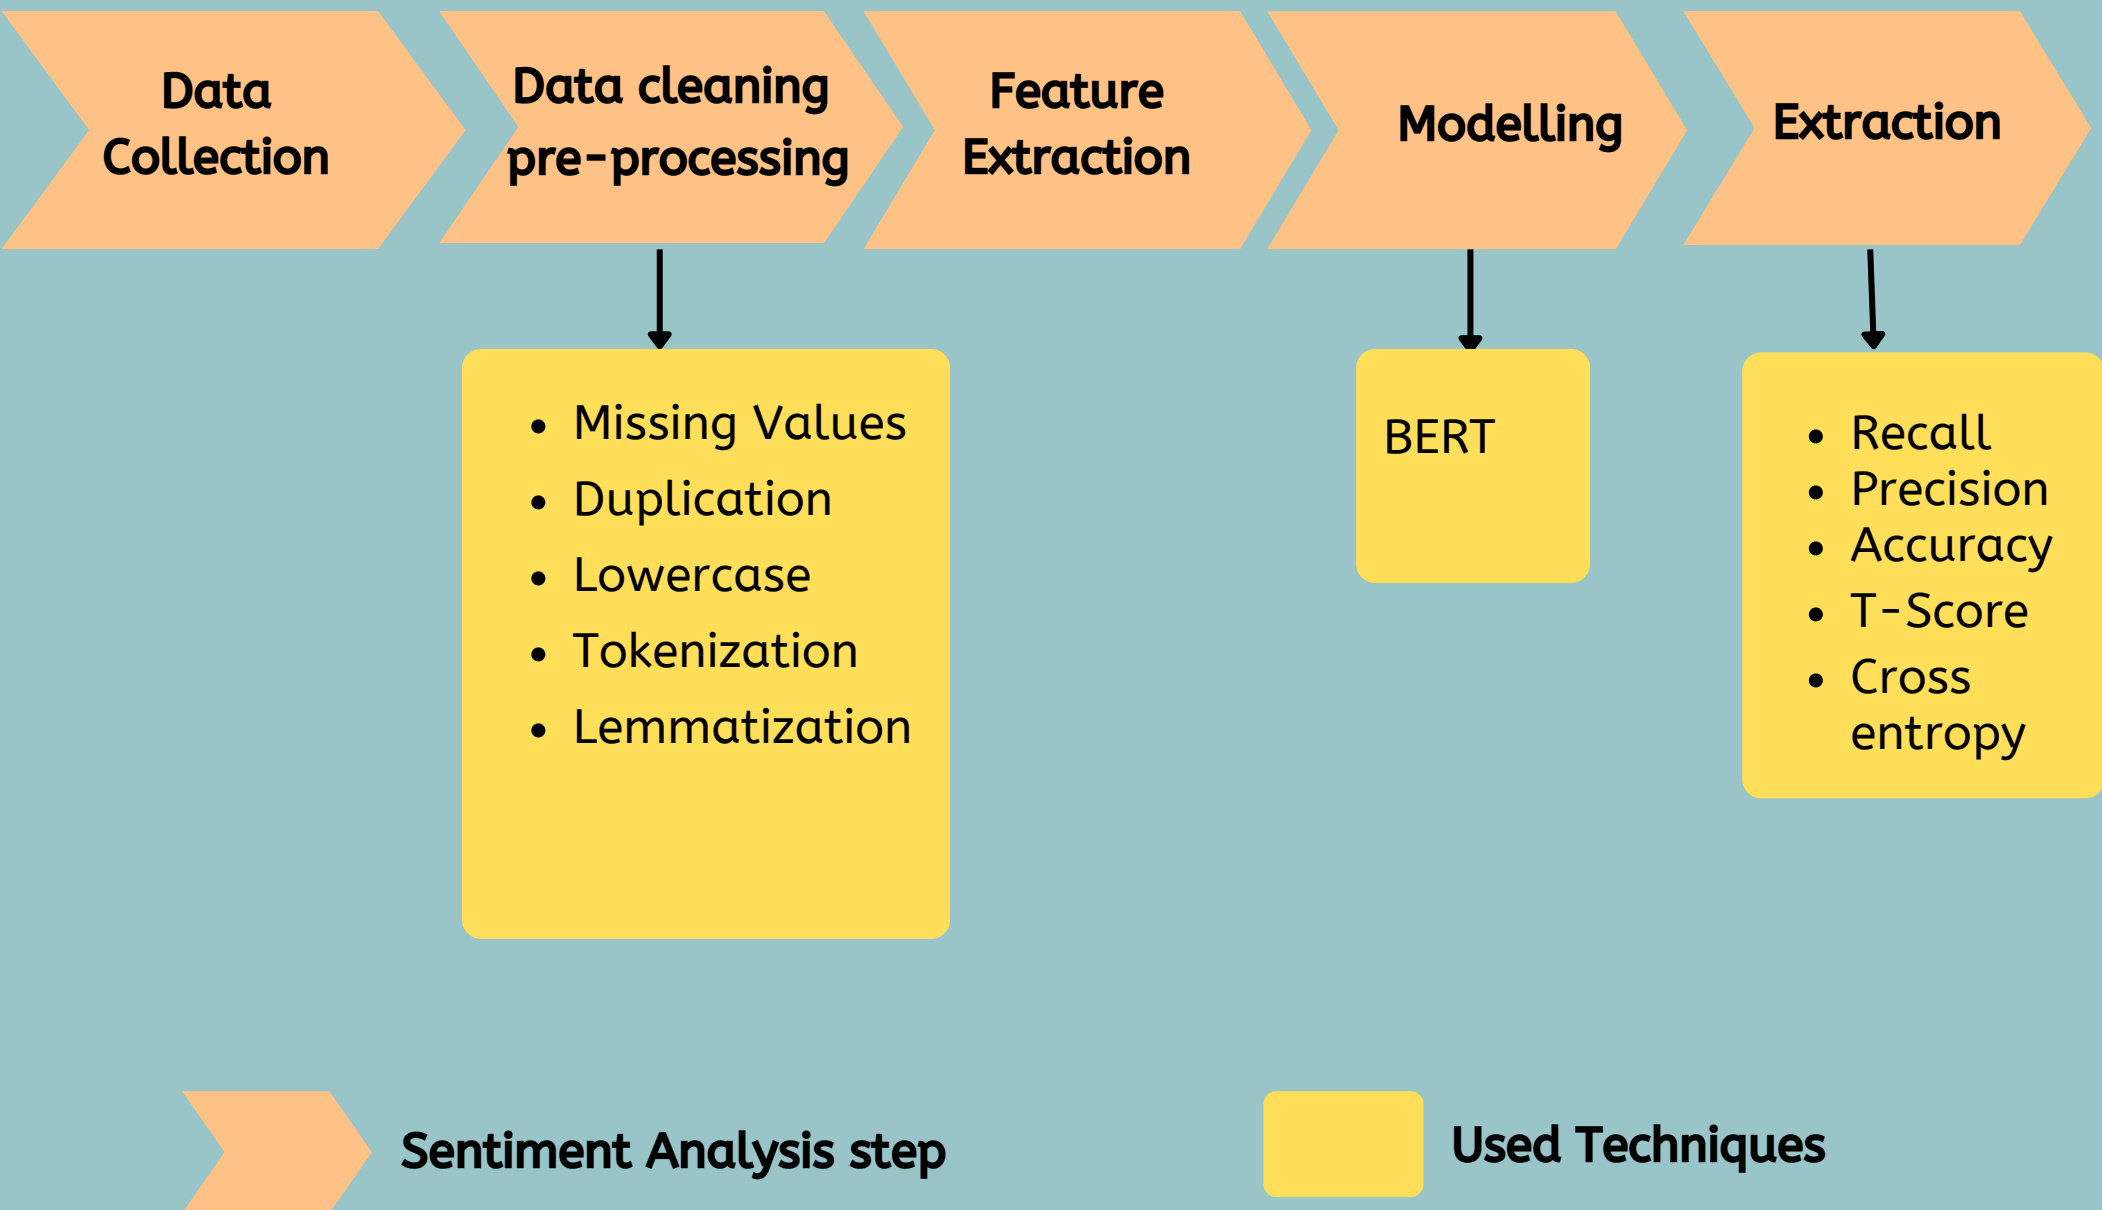 Data
Collection
Data cleaning
pre-processing
Feature
Extraction
Modelling
Extraction
• Missing Values
• Duplication
• Lowercase
• Tokenization
• Lemmatization
BERT
• Recall
• Precision
• Accuracy
• T-Score
• Cross
entropy
Sentiment Analysis step
Used Techniques